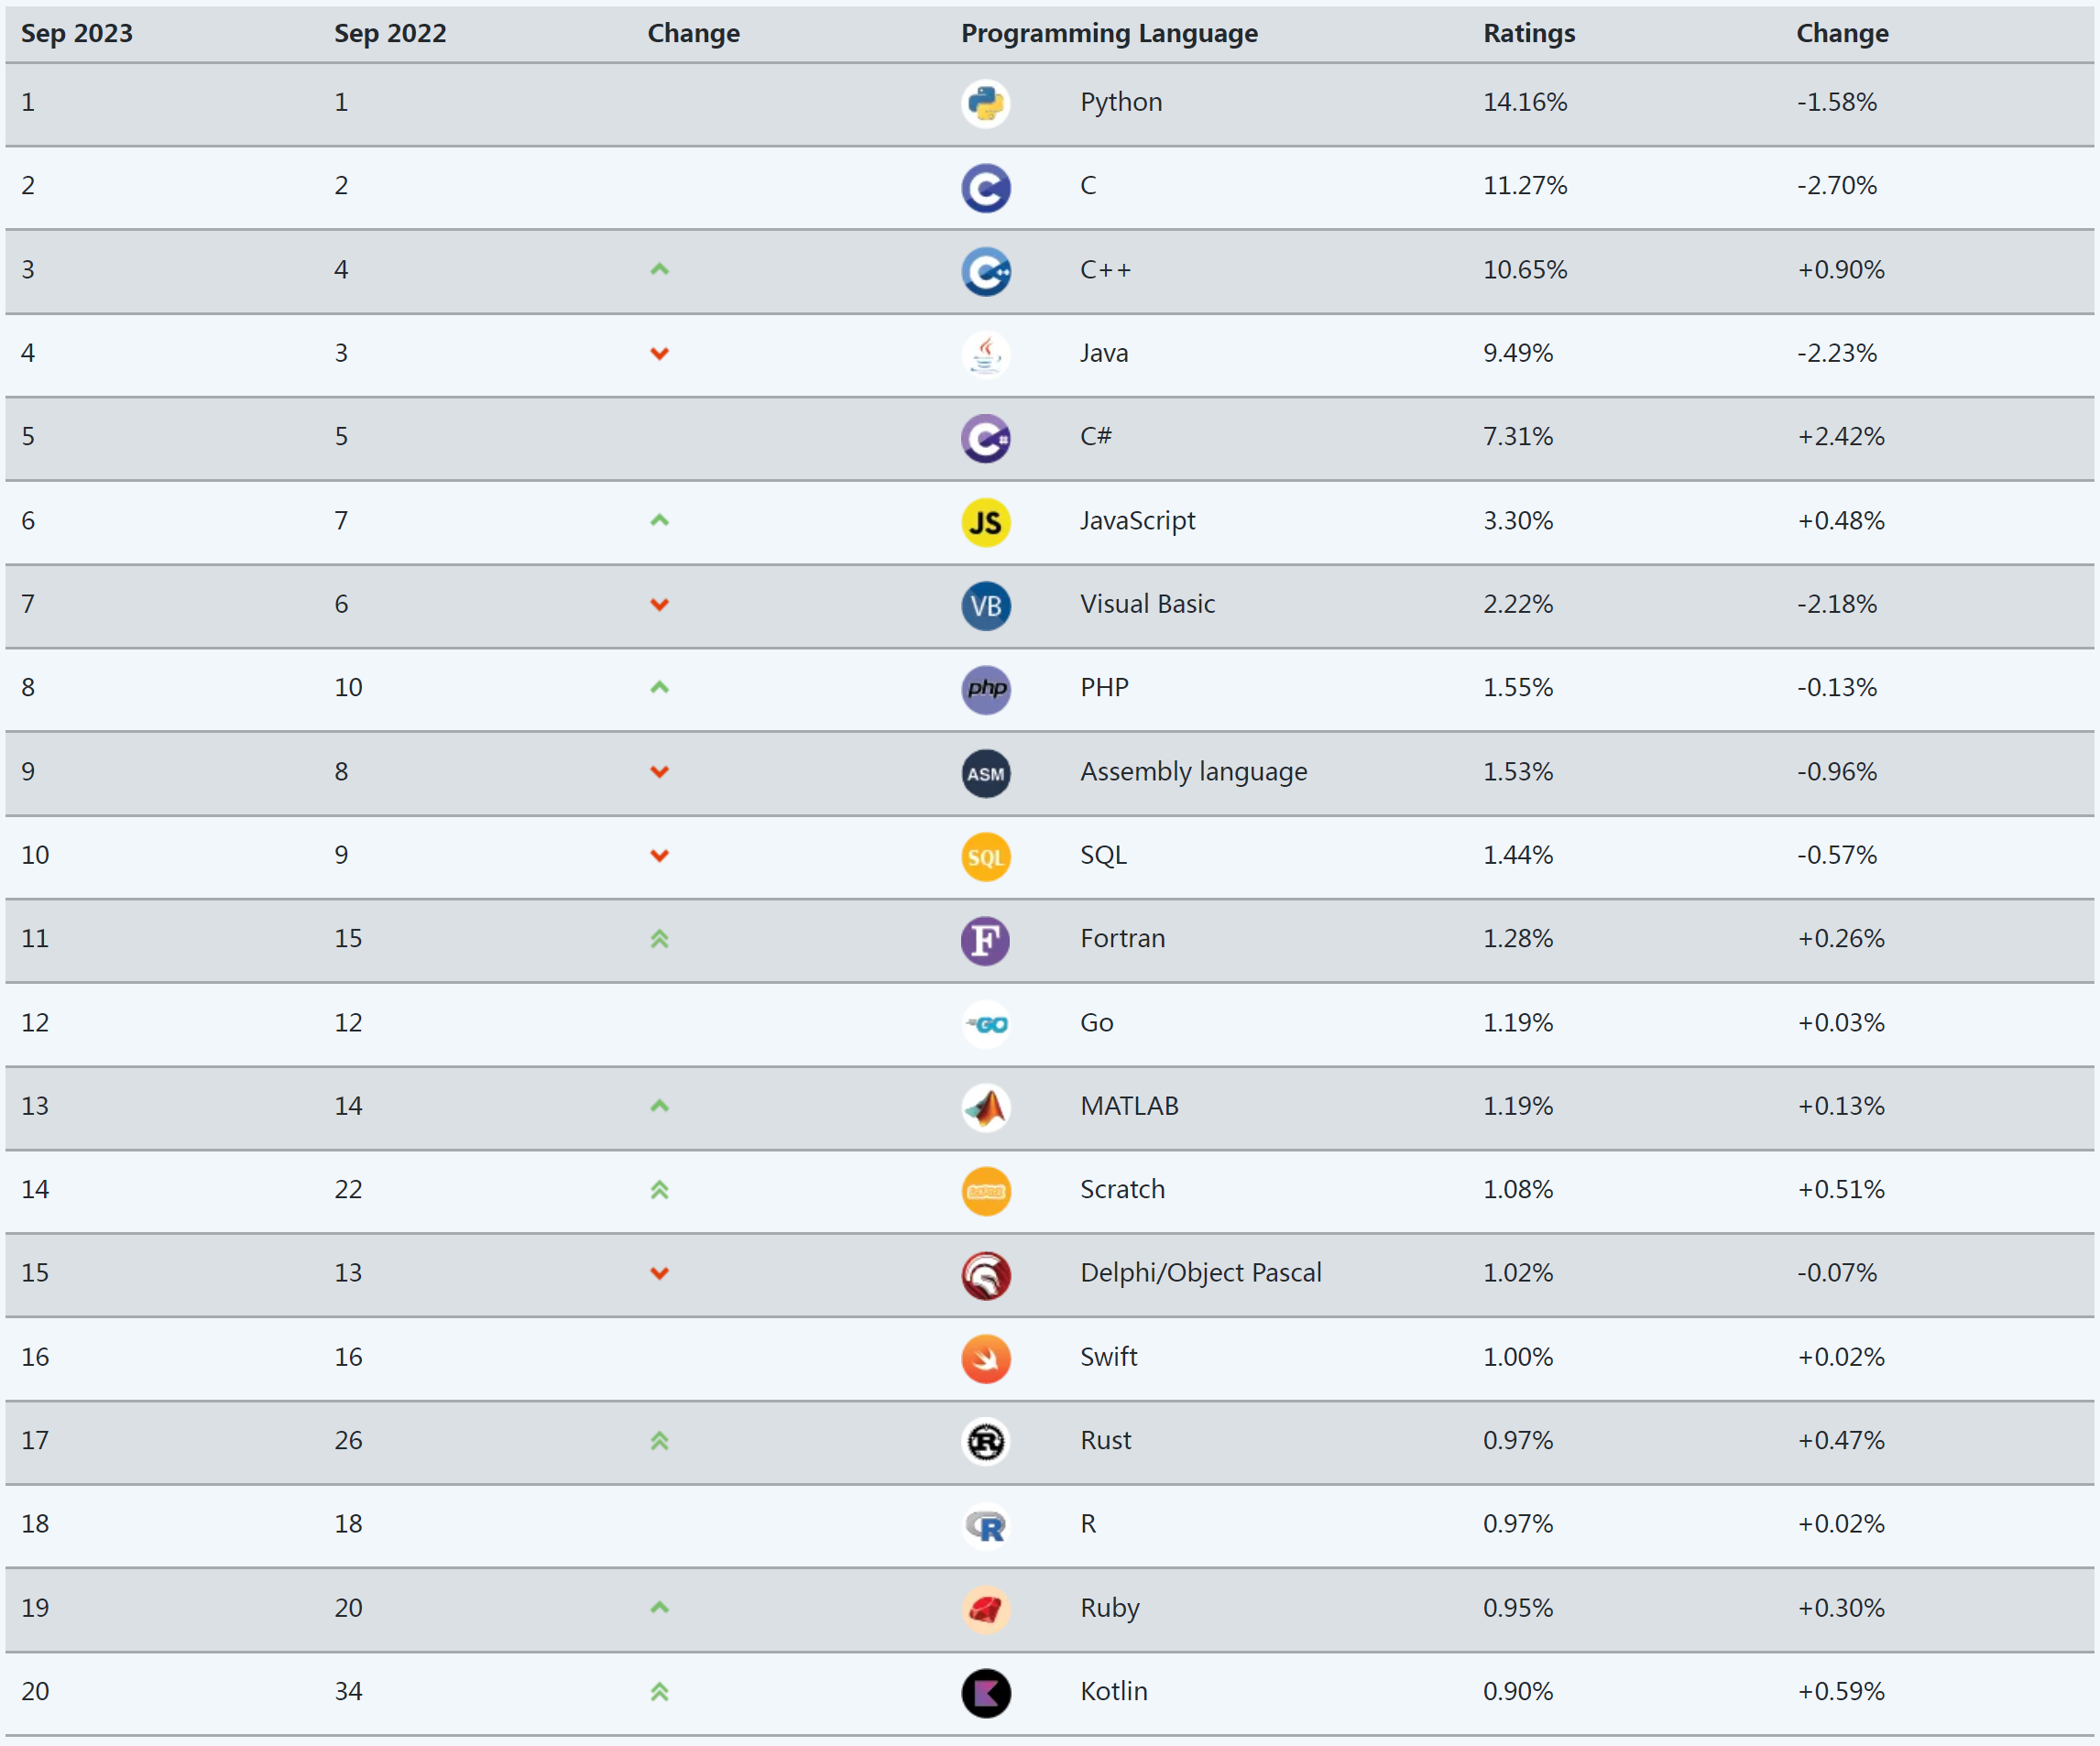 Sep 2023 Sep 2022 Change Programming Language Ratings Change
1 1 Python 14.16% -1.58%
2 2 C C 11.27% -2.70%
3 4 C++ C++ 10.65% +0.90%
4 3 Java 9.49% -2.23%
5 5 C# C# 7.31% +2.42%
6 7 JS JavaScript 3.30% +0.48%
7 6 VB Visual Basic 2.22% -2.18%
8 10 php PHP 1.55% -0.13%
9 8 ASM Assembly language 1.53% -0.96%
10 9 SQL SQL 1.44% -0.57%
11 15 F Fortran 1.28% +0.26%
12 12 GO Go 1.19% +0.03%
13 14 MATLAB 1.19% +0.13%
14 22 Scratch 1.08% +0.51%
15 13 Delphi/Object Pascal 1.02% -0.07%
16 16 Swift 1.00% +0.02%
17 26 R Rust 0.97% +0.47%
18 18 R R 0.97% +0.02%
19 20 Ruby 0.95% +0.30%
20 34 Kotlin 0.90% +0.59%